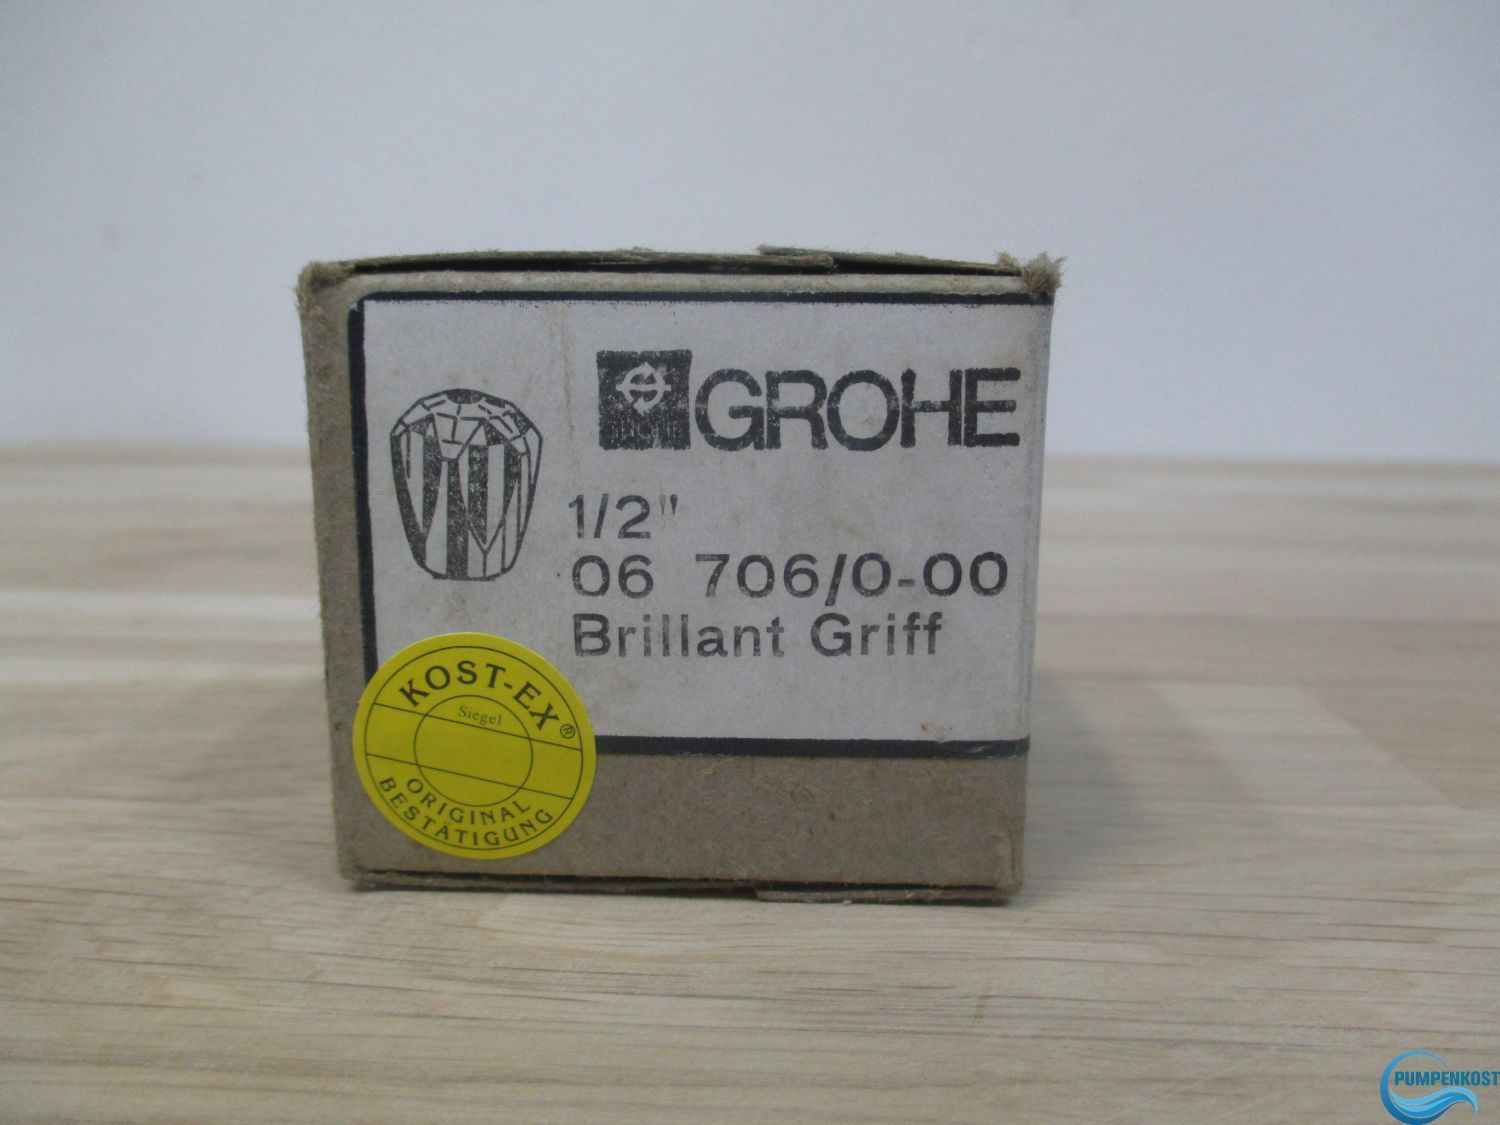 GROHE
1/2"
06 706/0-00
Brillant Griff
KOST-EX®
Siegel
ORIGINAL
BESTÄTIGUNG
PUMPENKOST